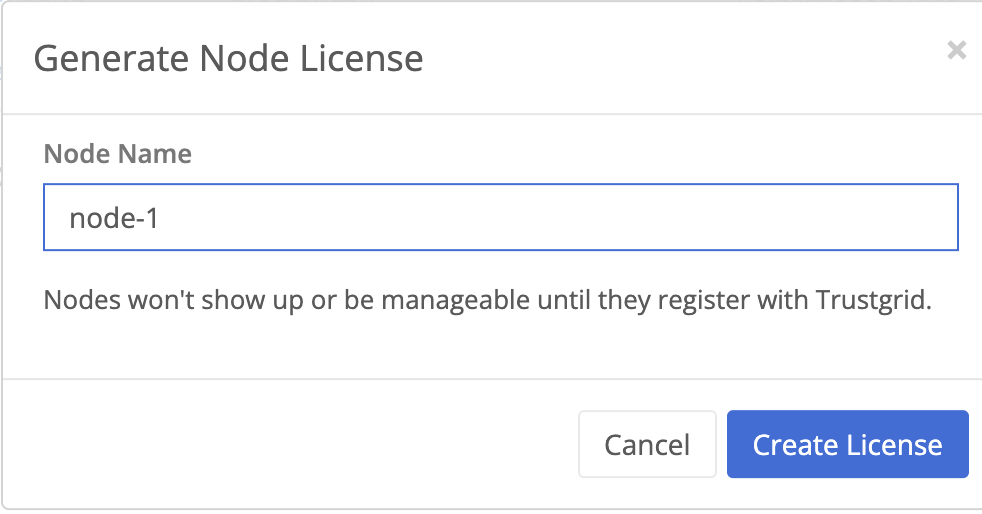 Generate Node License
×
Node Name
node-1
Nodes won't show up or be manageable until they register with Trustgrid.
Cancel
Create License